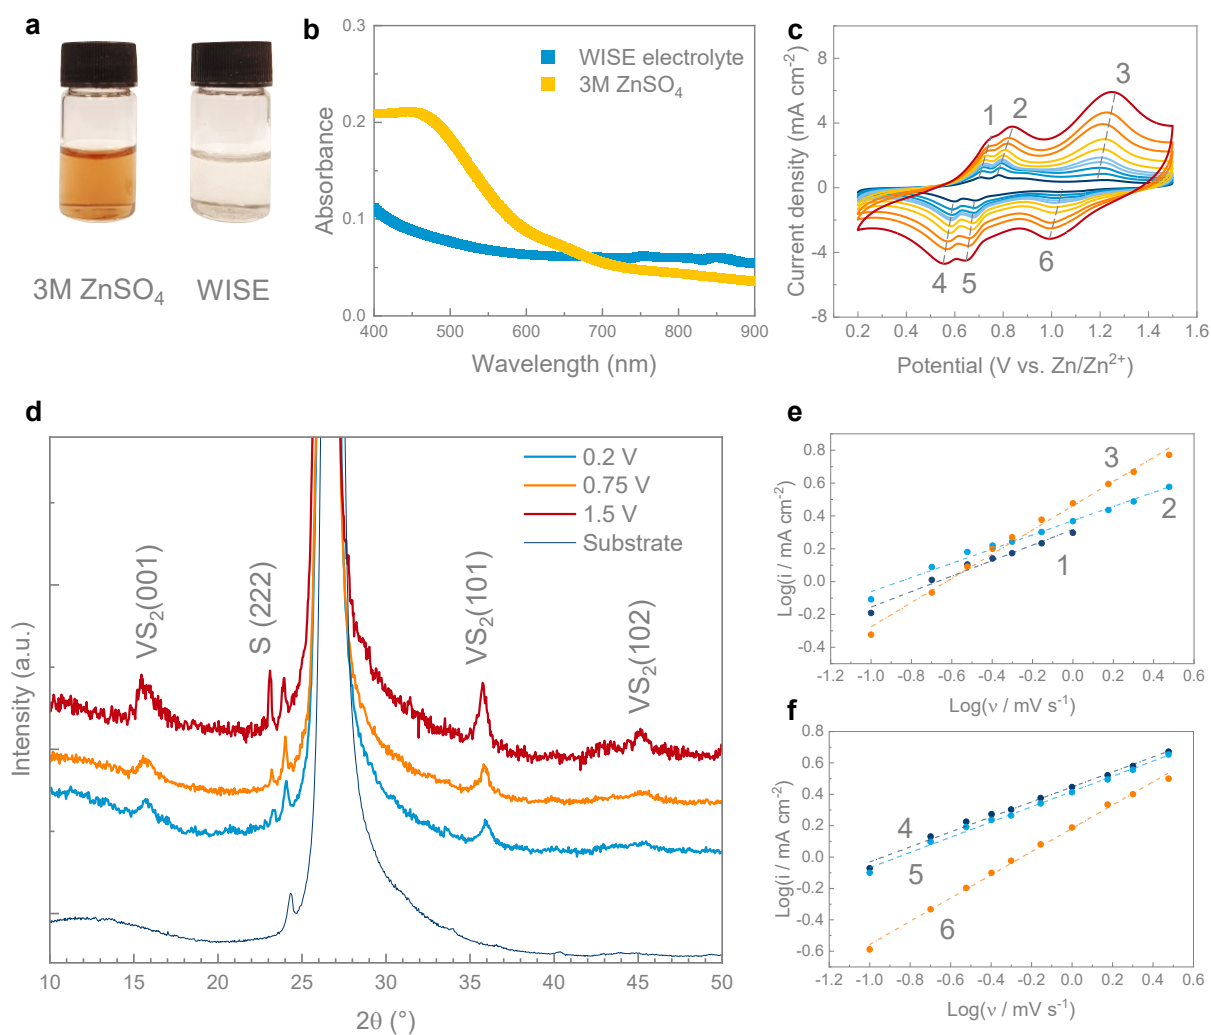 a
3M ZnSO₄
WISE
b
0.3
0.2
0.1
0.0
Absorbance
WISE electrolyte
3M ZnSO₄
400
500
600
700
800
900
Wavelength (nm)
c
8
4
0
-4
-8
Current density (mA cm⁻²)
1
2
3
4
5
6
0.2
0.4
0.6
0.8
1.0
1.2
1.4
1.6
Potential (V vs. Zn/Zn²⁺)
d
Intensity (a.u.)
0.2 V
0.75 V
1.5 V
Substrate
VS₂(001)
S (222)
VS₂(101)
VS₂(102)
10
15
20
25
30
35
40
45
50
2θ (°)
e
0.8
0.6
0.4
0.2
0.0
-0.2
-0.4
Log(i / mA cm⁻²)
3
2
1
-1.2
-1.0
-0.8
-0.6
-0.4
-0.2
0.0
0.2
0.4
0.6
Log(ν / mV s⁻¹)
f
0.8
0.6
0.4
0.2
0.0
-0.2
-0.4
-0.6
Log(i / mA cm⁻²)
4
5
6
-1.2
-1.0
-0.8
-0.6
-0.4
-0.2
0.0
0.2
0.4
0.6
Log(ν / mV s⁻¹)